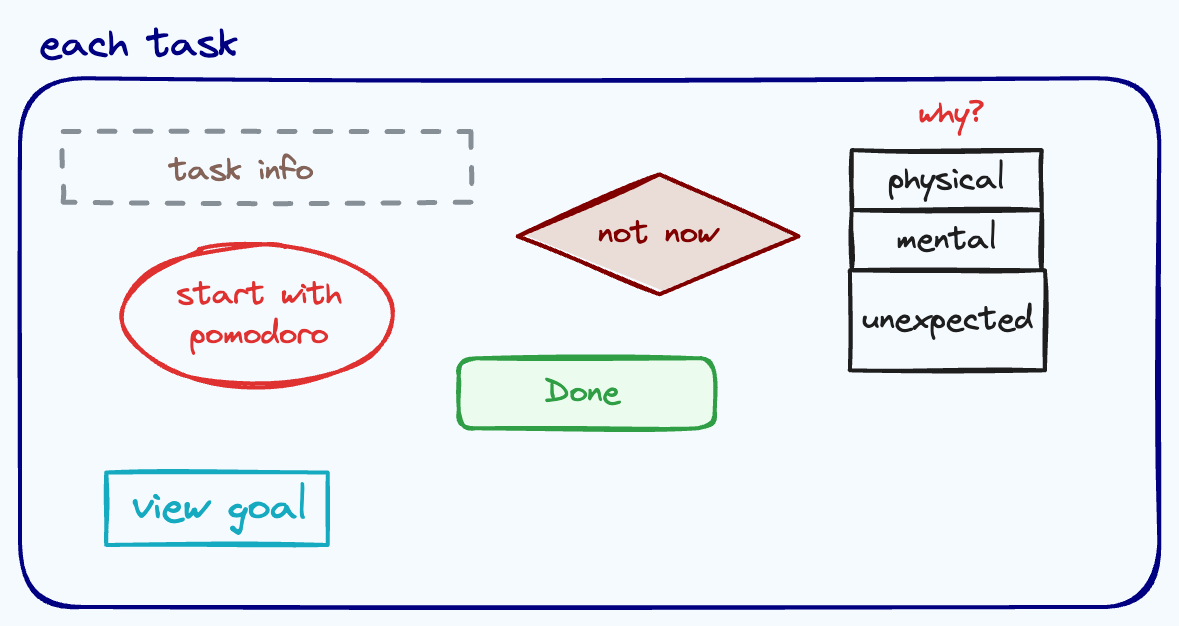 each task
task info
start with
pomodoro
view goal
not now
Done
why?
physical
mental
unexpected